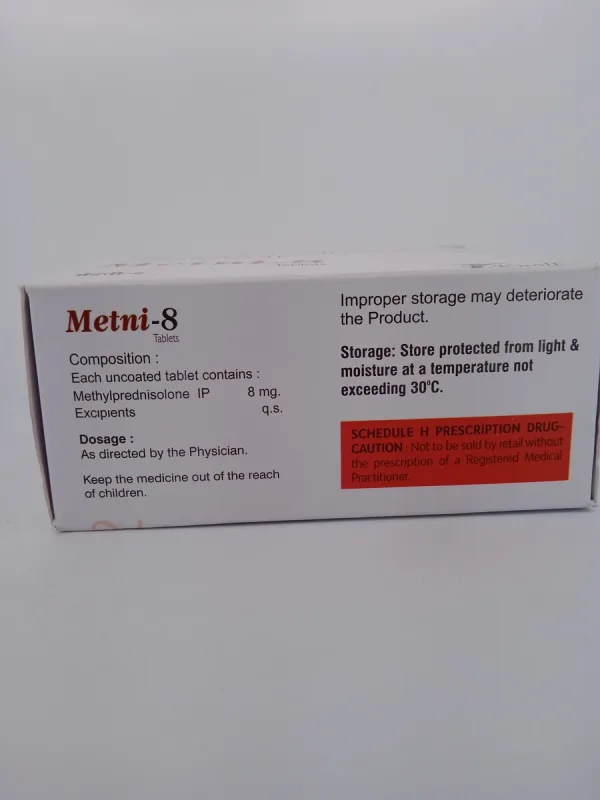 Metni-8
Tablets
Composition :
Each uncoated tablet contains :
Methylprednisolone IP 8 mg.
Excipients q.s.
Dosage :
As directed by the Physician.
Keep the medicine out of the reach
of children.
Improper storage may deteriorate
the Product.
Storage: Store protected from light &
moisture at a temperature not
exceeding 30°C.
SCHEDULE H PRESCRIPTION DRUG-
CAUTION : Not to be sold by retail without
the prescription of a Registered Medical
Practitioner.